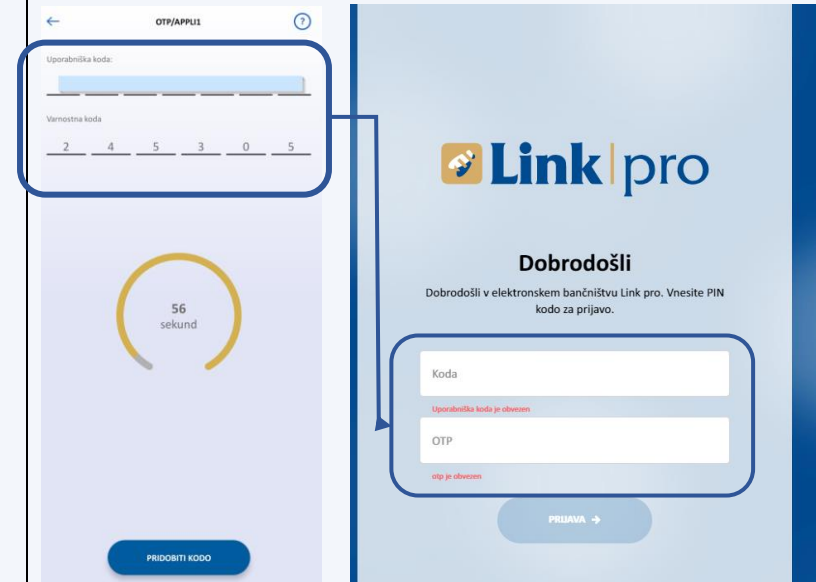 OTP/APPLI1
?
Uporabniška koda:
Varnostna koda
2 4 5 3 0 5
56
sekund
PRIDOBITI KODO
Link pro
Dobrodošli
Dobrodošli v elektronskem bančništvu Link pro. Vnesite PIN
kodo za prijavo.
Koda
Uporabniška koda je obvezen
OTP
otp je obvezen
PRIJAVA →